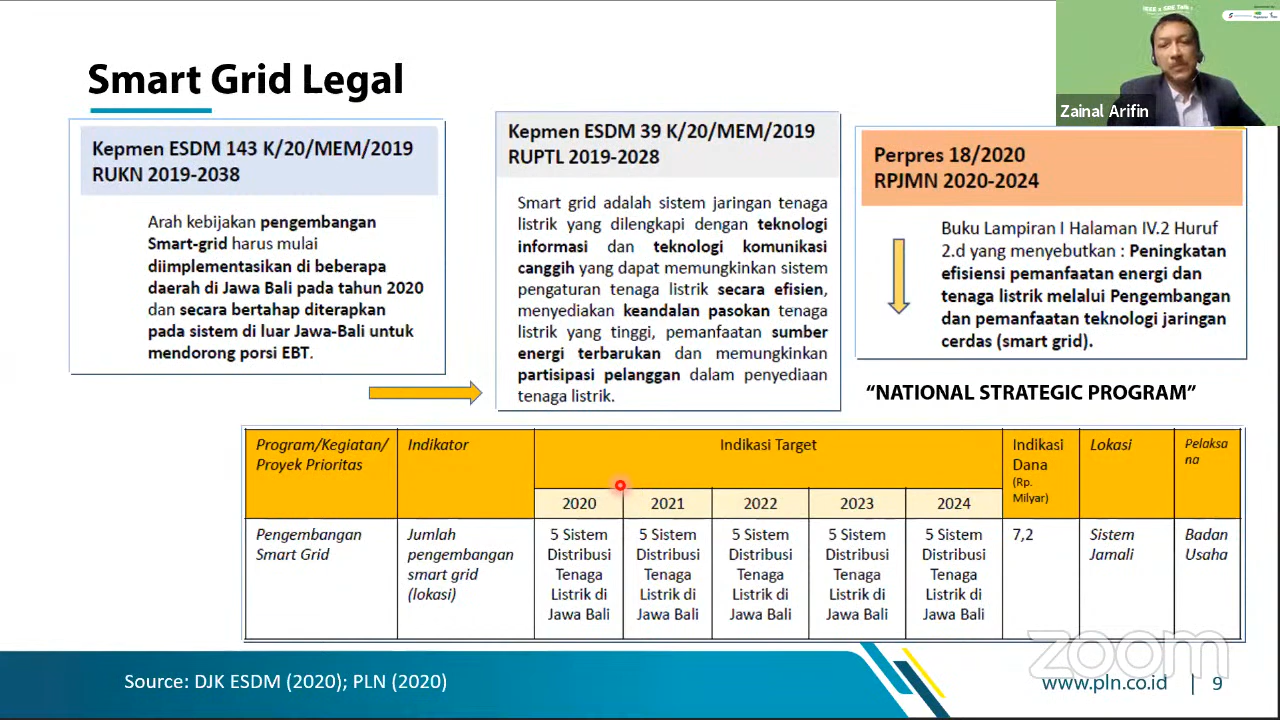 IEEE x SRE Talk
Zainal Arifin
Smart Grid Legal
Kepmen ESDM 143 K/20/MEM/2019
RUKN 2019-2038
Arah kebijakan pengembangan
Smart-grid harus mulai
diimplementasikan di beberapa
daerah di Jawa Bali pada tahun 2020
dan secara bertahap diterapkan
pada sistem di luar Jawa-Bali untuk
mendorong porsi EBT.
Kepmen ESDM 39 K/20/MEM/2019
RUPTL 2019-2028
Smart grid adalah sistem jaringan tenaga
listrik yang dilengkapi dengan teknologi
informasi dan teknologi komunikasi
canggih yang dapat memungkinkan sistem
pengaturan tenaga listrik secara efisien,
menyediakan keandalan pasokan tenaga
listrik yang tinggi, pemanfaatan sumber
energi terbarukan dan memungkinkan
partisipasi pelanggan dalam penyediaan
tenaga listrik.
Perpres 18/2020
RPJMN 2020-2024
Buku Lampiran I Halaman IV.2 Huruf
2.d yang menyebutkan : Peningkatan
efisiensi pemanfaatan energi dan
tenaga listrik melalui Pengembangan
dan pemanfaatan teknologi jaringan
cerdas (smart grid).
“NATIONAL STRATEGIC PROGRAM”
Program/Kegiatan/
Proyek Prioritas
Indikator
Indikasi Target
Indikasi
Dana
(Rp.
Milyar)
Lokasi
Pelaksa
na
2020 2021 2022 2023 2024
Pengembangan
Smart Grid
Jumlah
pengembangan
smart grid
(lokasi)
5 Sistem
Distribusi
Tenaga
Listrik di
Jawa Bali
5 Sistem
Distribusi
Tenaga
Listrik di
Jawa Bali
5 Sistem
Distribusi
Tenaga
Listrik di
Jawa Bali
5 Sistem
Distribusi
Tenaga
Listrik di
Jawa Bali
5 Sistem
Distribusi
Tenaga
Listrik di
Jawa Bali
7,2
Sistem
Jamali
Badan
Usaha
zoom
Source: DJK ESDM (2020); PLN (2020)
www.pln.co.id | 9